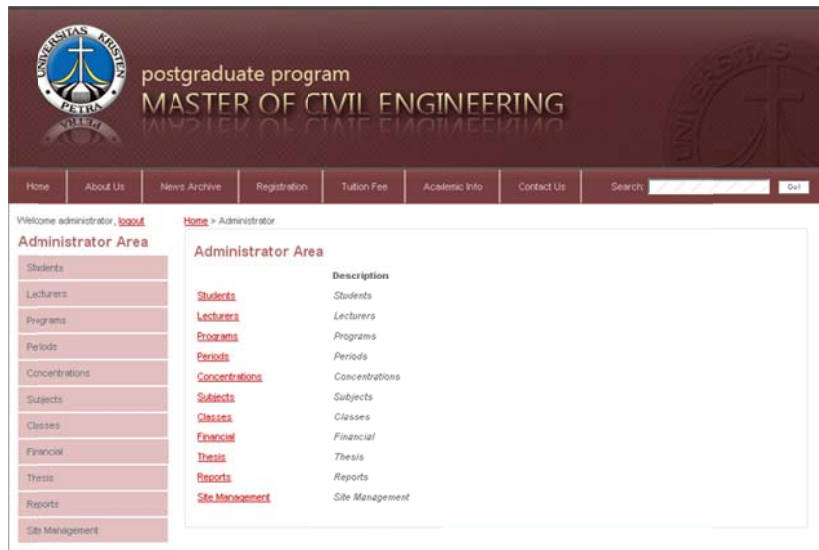 UNIVERSITAS KRISTEN
PETRA
postgraduate program
MASTER OF CIVIL ENGINEERING
Home About Us News Archive Registration Tuition Fee Academic Info Contact Us Search: Go!
Welcome administrator, logout
Home » Administrator
Administrator Area
Students
Lecturers
Programs
Periods
Concentrations
Subjects
Classes
Financial
Thesis
Reports
Site Management
Administrator Area
Description
Students Students
Lecturers Lecturers
Programs Programs
Periods Periods
Concentrations Concentrations
Subjects Subjects
Classes Classes
Financial Financial
Thesis Thesis
Reports Reports
Site Management Site Management